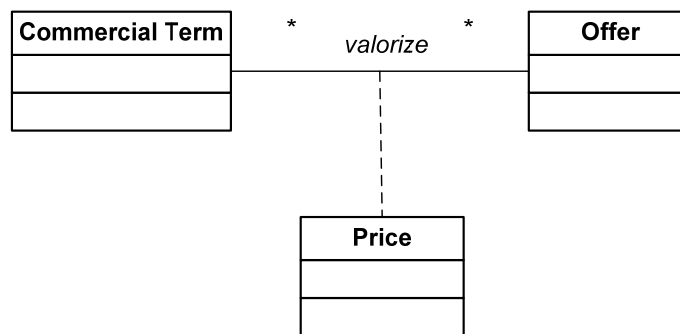 Commercial Term
*
valorize
*
Offer
Price